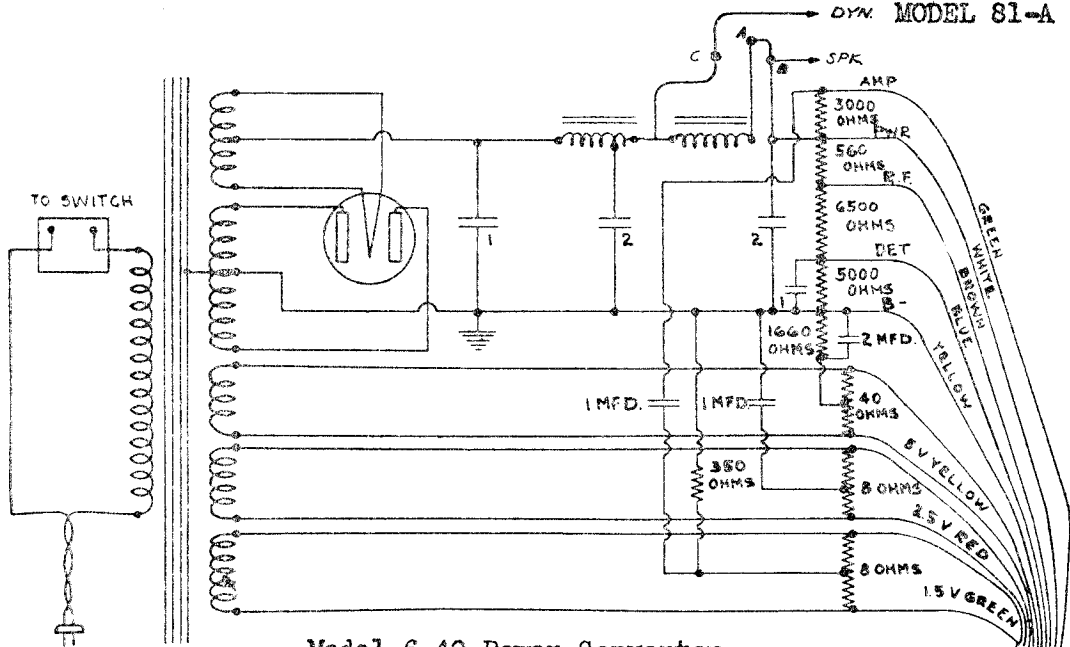 DYN. MODEL 81-A
C
A
B
SPK
AMP
3000 OHMS
PWR
560 OHMS
R.F.
6500 OHMS
DET
5000 OHMS
B-
1660 OHMS
TO SWITCH
1
2
2
1
2 MFD.
1 MFD.
1 MFD.
40 OHMS
350 OHMS
8 OHMS
8 OHMS
GREEN
WHITE
BROWN
BLUE
YELLOW
5 V YELLOW
2.5 V RED
1.5 V GREEN
Model 6-40 Power Converter